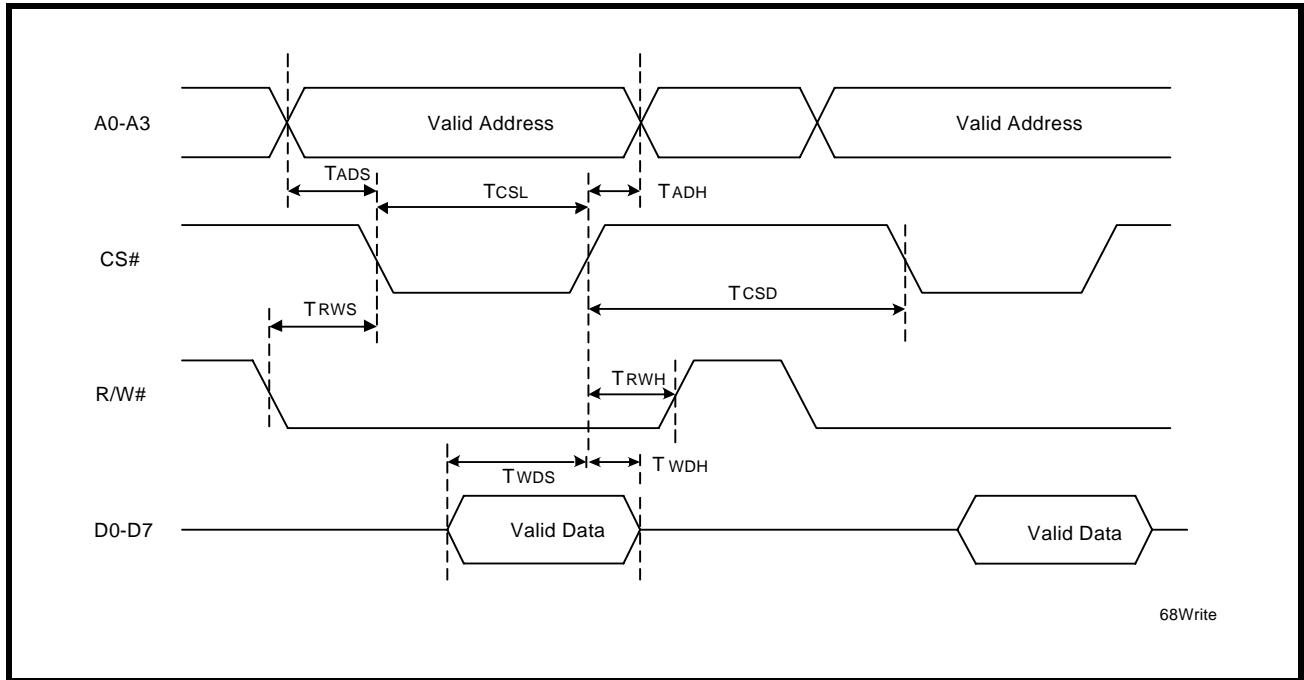 A0-A3
Valid Address
Valid Address
TADS
TCSL
TADH
CS#
TCSD
TRWS
R/W#
TRWH
TWDS
TWDH
D0-D7
Valid Data
Valid Data
68Write